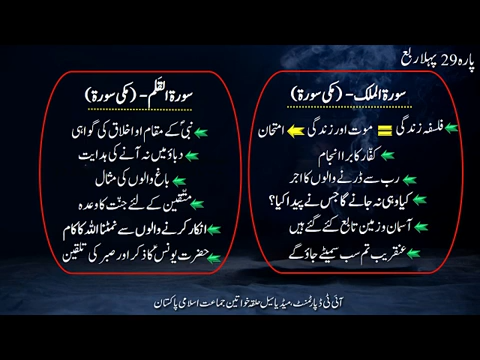 پارہ 29 پہلا ربع
سورۃ الملک - (مکی سورۃ)
فلسفہ زندگی = موت اور زندگی امتحان
کفّار کا برا انجام
رب سے ڈرنے والوں کا اجر
کیا وہی نہ جانے گا جس نے پیدا کیا؟
آسمان و زمین تابع کئے گئے ہیں
عنقریب تم سب سمیٹے جاؤ گے
سورۃ القلم - (مکی سورۃ)
نبیؐ کے مقام او اخلاق کی گواہی
دباؤ میں نہ آنے کی ہدایت
باغ والوں کی مثال
متّقین کے لئے جنّت کا وعدہ
انکار کرنے والوں سے نمٹنا اللہ کا کام
حضرت یونسؑ کا ذکر اور صبر کی تلقین
آئی ٹی ڈپارٹمنٹ، میڈیا سیل حلقہ خواتین جماعت اسلامی پاکستان